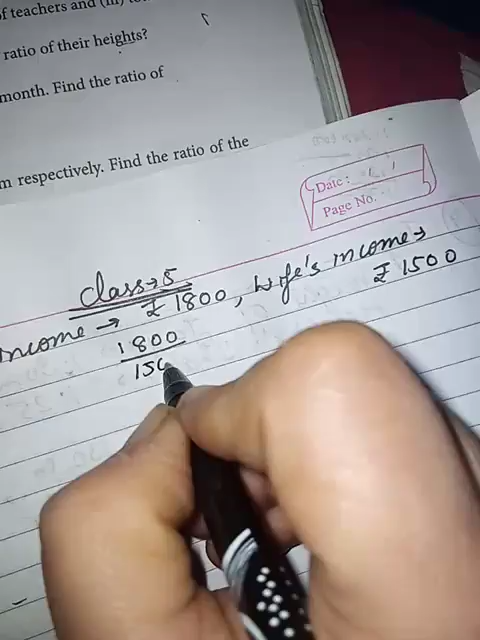 of teachers and (iii)
ratio of their heights?
month. Find the ratio of
m respectively. Find the ratio of the
Date:
Page No.
class→5
income → ₹ 1800, Wife's income→
₹ 1500
1800
150